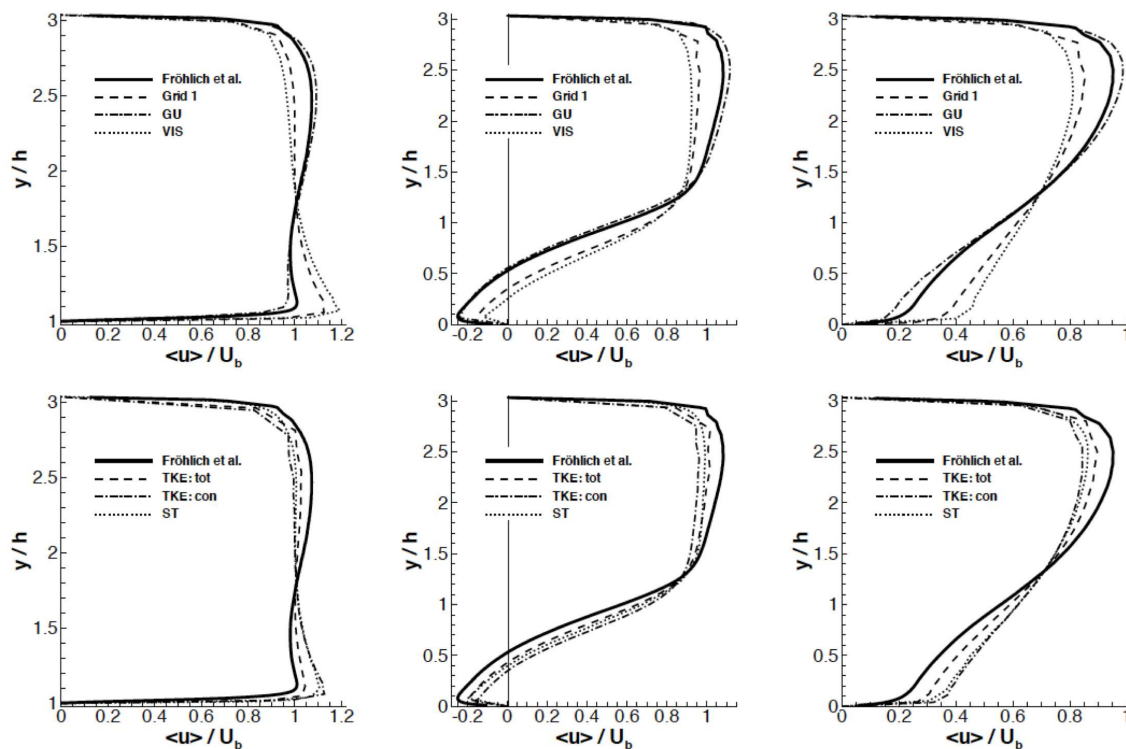 y / h
3
2.5
2
1.5
1
Fröhlich et al.
Grid 1
GU
VIS
0 0.2 0.4 0.6 0.8 1 1.2
<u> / U_b
y / h
3
2.5
2
1.5
1
0.5
0
Fröhlich et al.
Grid 1
GU
VIS
-0.2 0 0.2 0.4 0.6 0.8 1
<u> / U_b
y / h
3
2.5
2
1.5
1
0.5
0
Fröhlich et al.
Grid 1
GU
VIS
0 0.2 0.4 0.6 0.8 1
<u> / U_b
y / h
3
2.5
2
1.5
1
Fröhlich et al.
TKE: tot
TKE: con
ST
0 0.2 0.4 0.6 0.8 1 1.2
<u> / U_b
y / h
3
2.5
2
1.5
1
0.5
0
Fröhlich et al.
TKE: tot
TKE: con
ST
-0.2 0 0.2 0.4 0.6 0.8 1
<u> / U_b
y / h
3
2.5
2
1.5
1
0.5
0
Fröhlich et al.
TKE: tot
TKE: con
ST
0 0.2 0.4 0.6 0.8 1
<u> / U_b